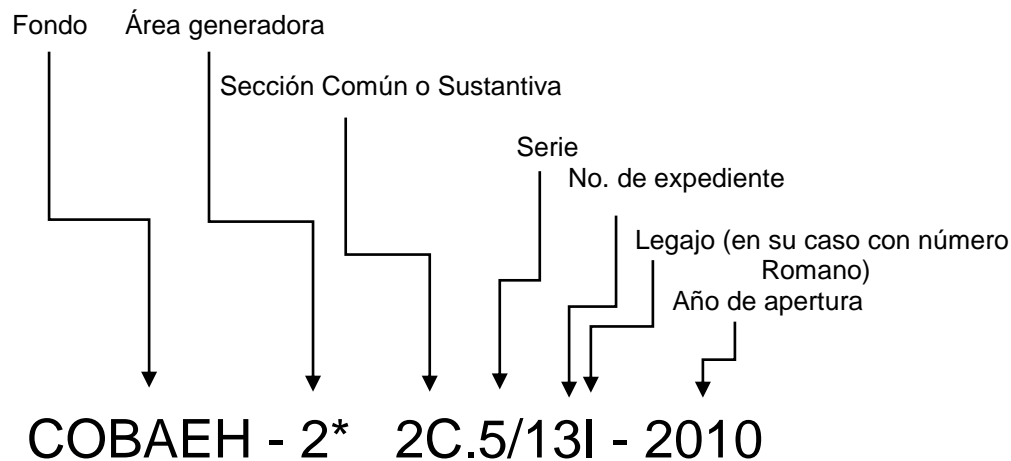 Fondo Área generadora
Sección Común o Sustantiva
Serie
No. de expediente
Legajo (en su caso con número
Romano)
Año de apertura
COBAEH - 2* 2C.5/13I - 2010